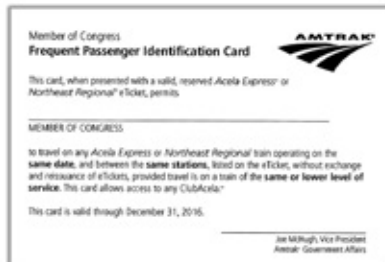 Member of Congress
Frequent Passenger Identification Card
AMTRAK®
This card, when presented with a valid, reserved Acela Express® or
Northeast Regional® eTicket, permits
MEMBER OF CONGRESS
to travel on any Acela Express or Northeast Regional train operating on the
same date, and between the same stations, listed on the eTicket, without exchange
and reissuance of eTickets, provided travel is on a train of the same or lower level of
service. This card allows access to any ClubAcela.®
This card is valid through December 31, 2016.
Joe McHugh, Vice President
Amtrak Government Affairs